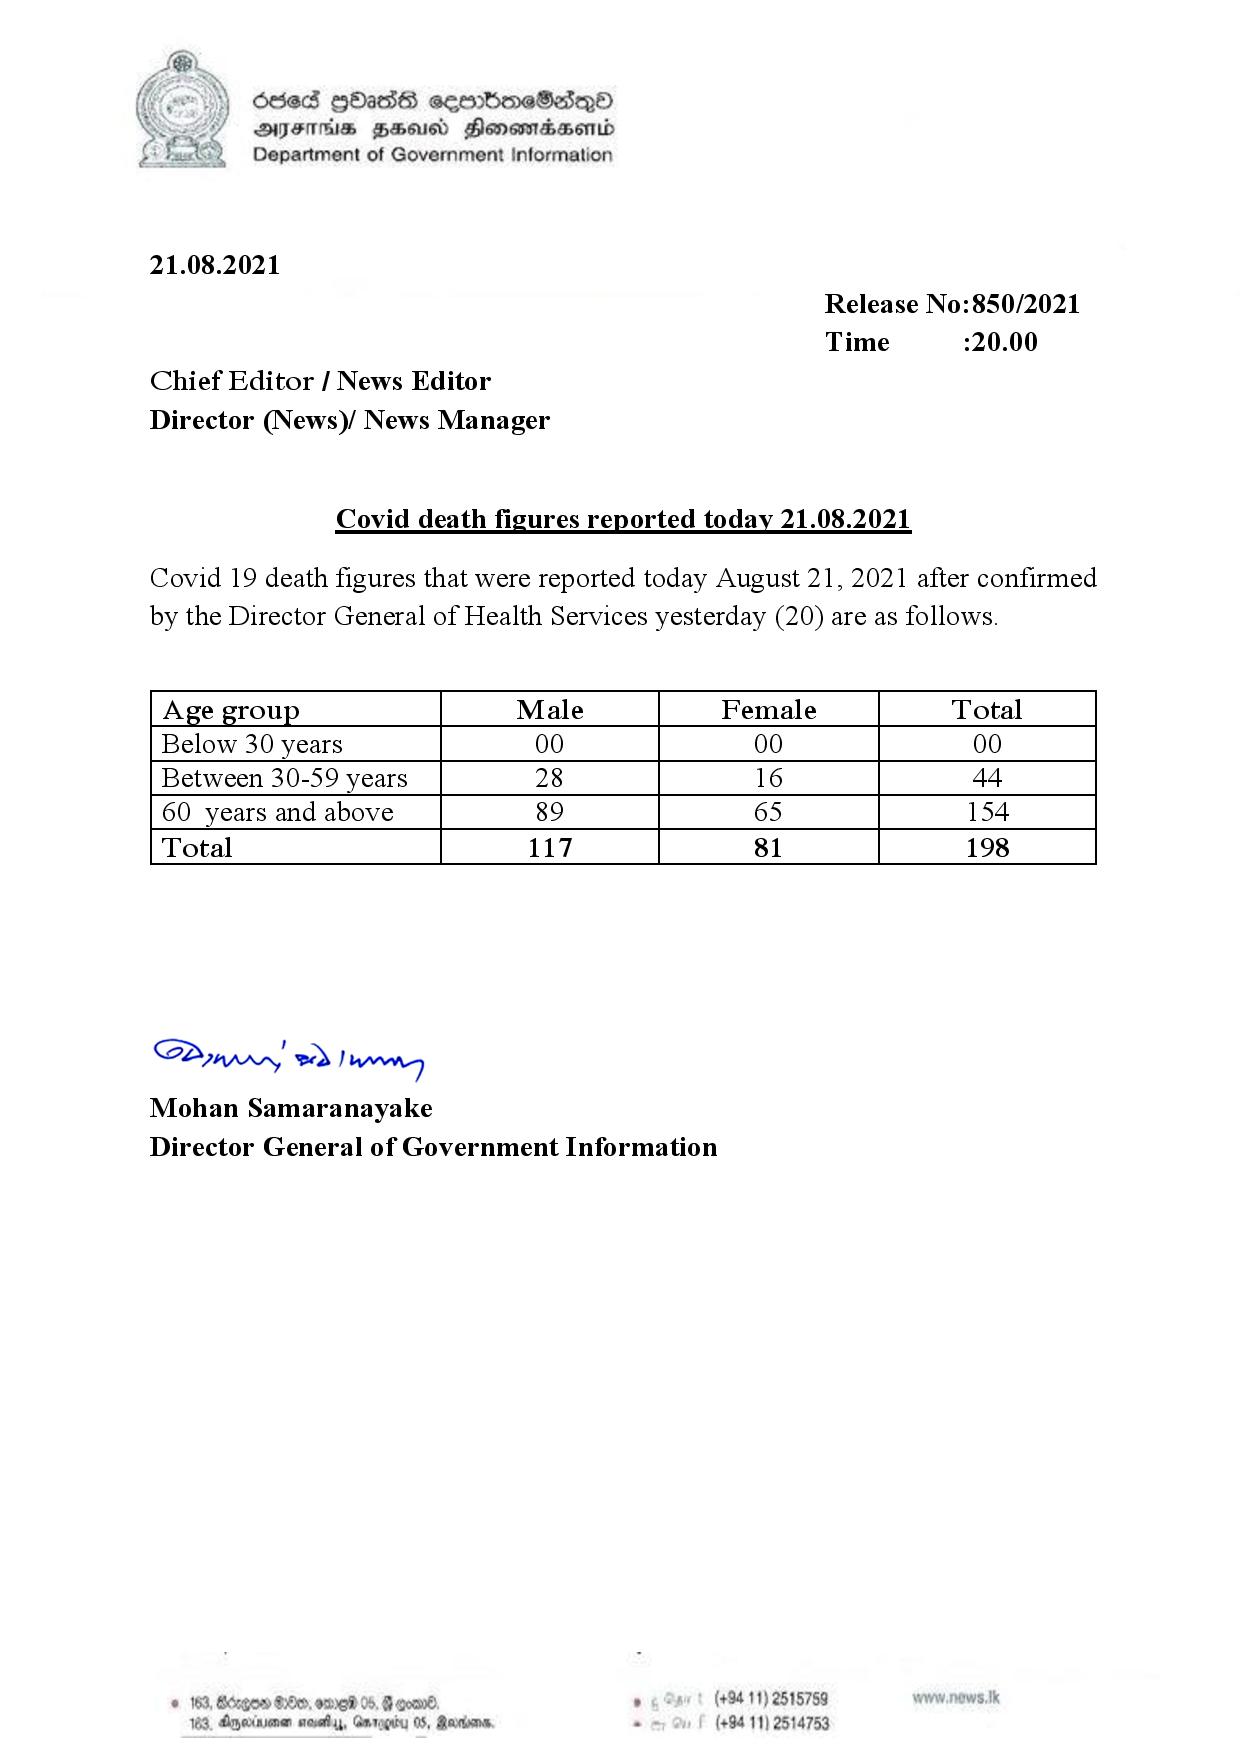 රජයේ ප්‍රවෘත්ති දෙපාර්තමේන්තුව
அரசாங்க தகவல் திணைக்களம்
Department of Government Information
21.08.2021
Release No:850/2021
Time :20.00
Chief Editor / News Editor
Director (News)/ News Manager
Covid death figures reported today 21.08.2021
Covid 19 death figures that were reported today August 21, 2021 after confirmed
by the Director General of Health Services yesterday (20) are as follows.
Age group Male Female Total
Below 30 years 00 00 00
Between 30-59 years 28 16 44
60 years and above 89 65 154
Total 117 81 198
Mohan Samaranayake
Director General of Government Information
163, කිරුලපන මාවත, කොළඹ 05, ශ්‍රී ලංකාව. (+94 11) 2515759 www.news.lk
163, கிருலப்பனை எவனியூ, கொழும்பு 05, இலங்கை. (+94 11) 2514753